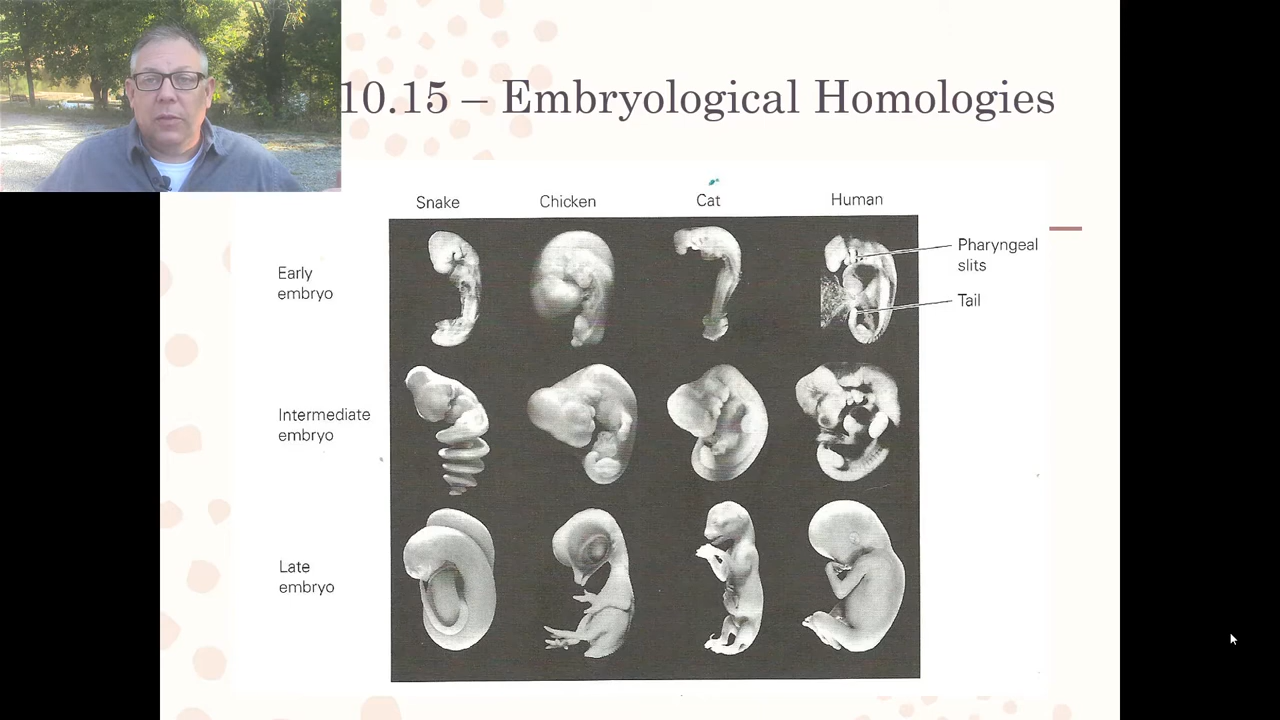 10.15 – Embryological Homologies
Snake Chicken Cat Human
Early
embryo
Pharyngeal
slits
Tail
Intermediate
embryo
Late
embryo